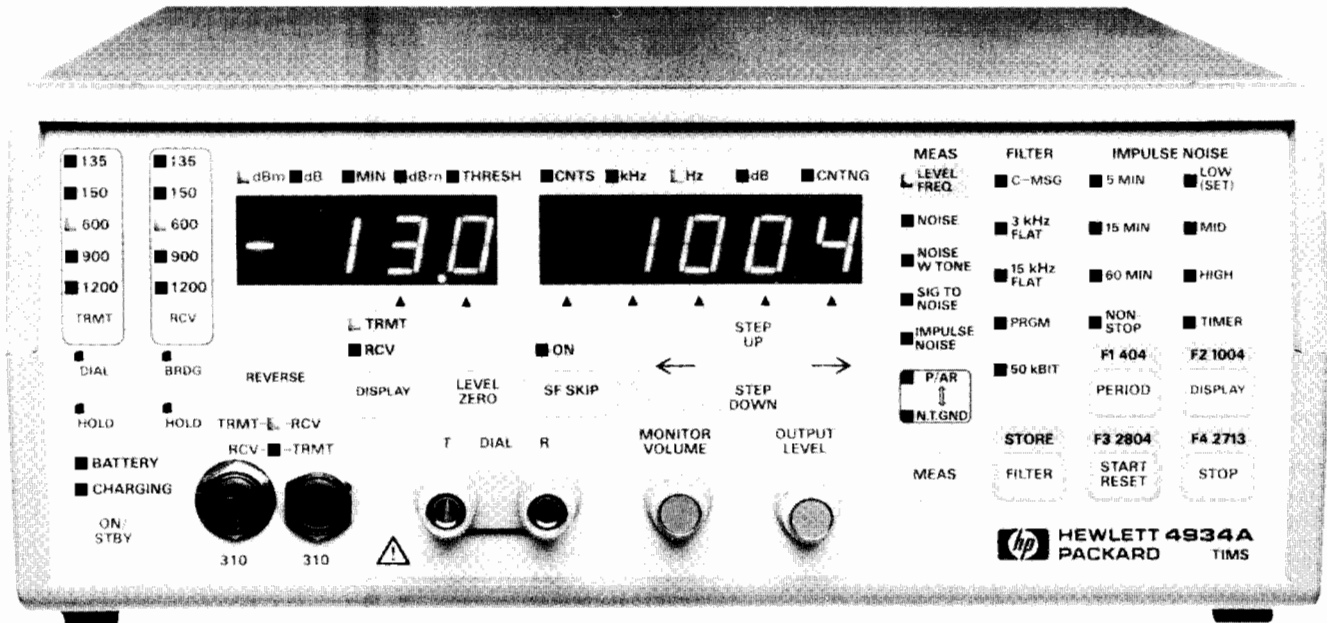 135
150
600
900
1200
TRMT
135
150
600
900
1200
RCV
DIAL
HOLD
BRDG
HOLD
BATTERY
CHARGING
ON/
STBY
dBm dB MIN dBrn THRESH
- 13.0
CNTS kHz Hz dB CNTNG
1004
TRMT
RCV
ON
STEP
UP
← →
STEP
DOWN
REVERSE
DISPLAY
LEVEL
ZERO
SF SKIP
TRMT- -RCV
RCV- -TRMT
310
310
T DIAL R
MONITOR
VOLUME
OUTPUT
LEVEL
MEAS
LEVEL
FREQ
NOISE
NOISE
W TONE
SIG TO
NOISE
IMPULSE
NOISE
P/AR
N.T.GND
MEAS
FILTER
C-MSG
3 kHz
FLAT
15 kHz
FLAT
PRGM
50 kBIT
STORE
FILTER
IMPULSE NOISE
5 MIN
15 MIN
60 MIN
NON-
STOP
LOW
(SET)
MID
HIGH
TIMER
F1 404
PERIOD
F2 1004
DISPLAY
F3 2804
START
RESET
F4 2713
STOP
hp
HEWLETT 4934A
PACKARD TIMS